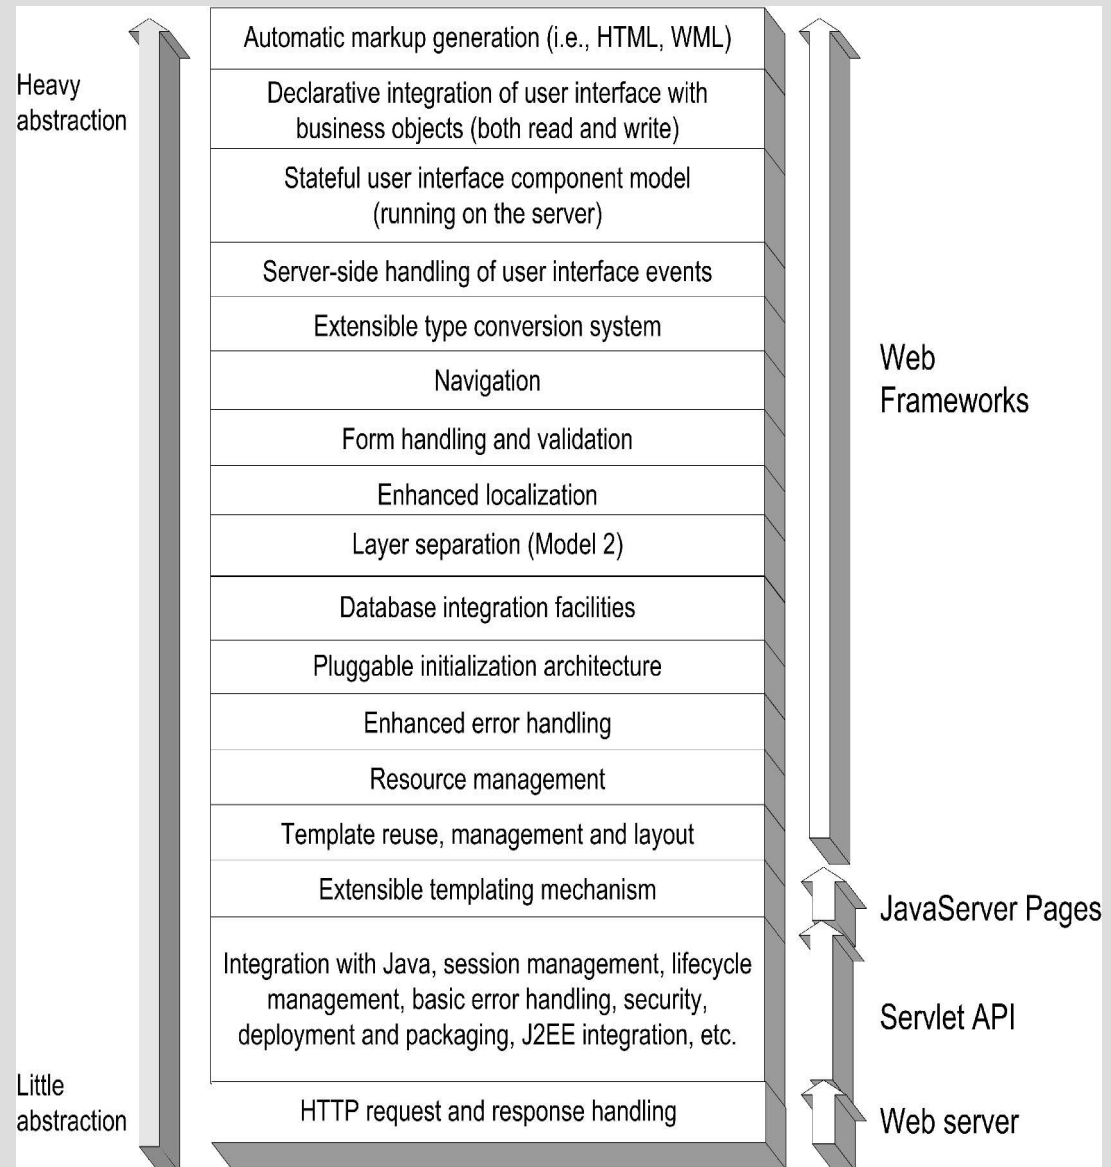 Automatic markup generation (i.e., HTML, WML)
Heavy
abstraction
Declarative integration of user interface with
business objects (both read and write)
Stateful user interface component model
(running on the server)
Server-side handling of user interface events
Extensible type conversion system
Navigation
Web
Frameworks
Form handling and validation
Enhanced localization
Layer separation (Model 2)
Database integration facilities
Pluggable initialization architecture
Enhanced error handling
Resource management
Template reuse, management and layout
Extensible templating mechanism
JavaServer Pages
Integration with Java, session management, lifecycle
management, basic error handling, security,
deployment and packaging, J2EE integration, etc.
Servlet API
Little
abstraction
HTTP request and response handling
Web server